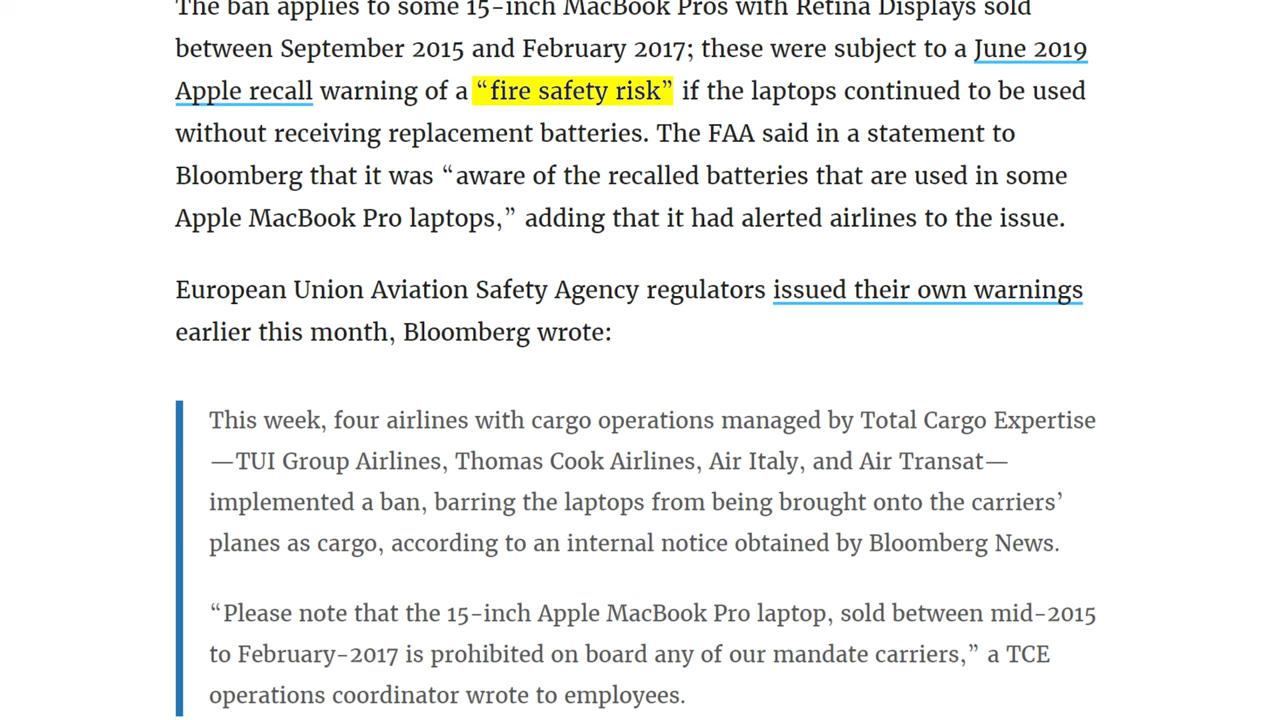 The ban applies to some 15-inch MacBook Pros with Retina Displays sold
between September 2015 and February 2017; these were subject to a June 2019
Apple recall warning of a “fire safety risk” if the laptops continued to be used
without receiving replacement batteries. The FAA said in a statement to
Bloomberg that it was “aware of the recalled batteries that are used in some
Apple MacBook Pro laptops,” adding that it had alerted airlines to the issue.
European Union Aviation Safety Agency regulators issued their own warnings
earlier this month, Bloomberg wrote:
This week, four airlines with cargo operations managed by Total Cargo Expertise
—TUI Group Airlines, Thomas Cook Airlines, Air Italy, and Air Transat—
implemented a ban, barring the laptops from being brought onto the carriers’
planes as cargo, according to an internal notice obtained by Bloomberg News.
“Please note that the 15-inch Apple MacBook Pro laptop, sold between mid-2015
to February-2017 is prohibited on board any of our mandate carriers,” a TCE
operations coordinator wrote to employees.